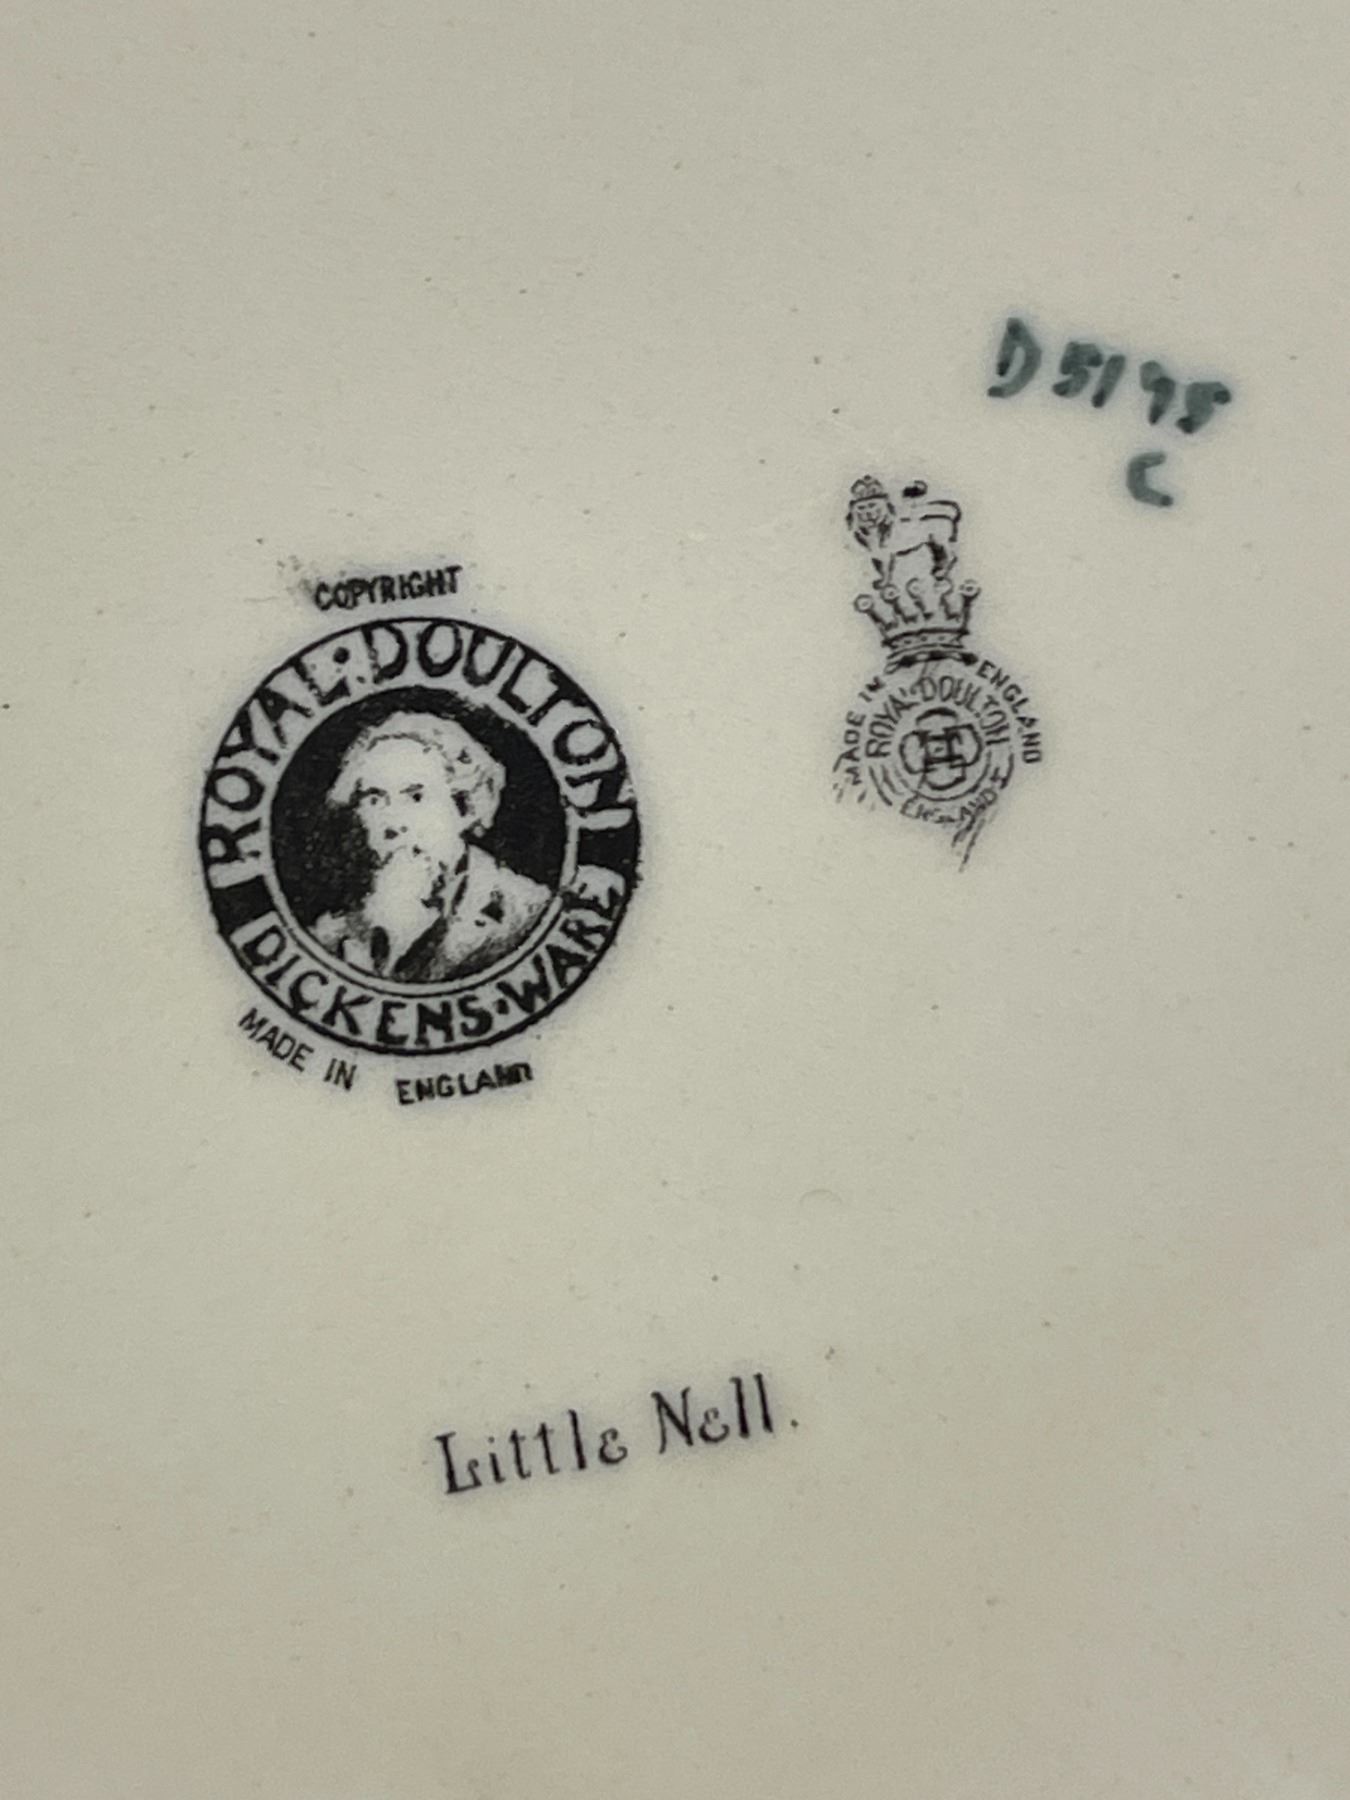 D5175
C
COPYRIGHT
ROYAL·DOULTON
DICKENS·WARE
MADE IN ENGLAND
MADE IN ENGLAND
ROYAL·DOULTON
ENGLAND
Little Nell.